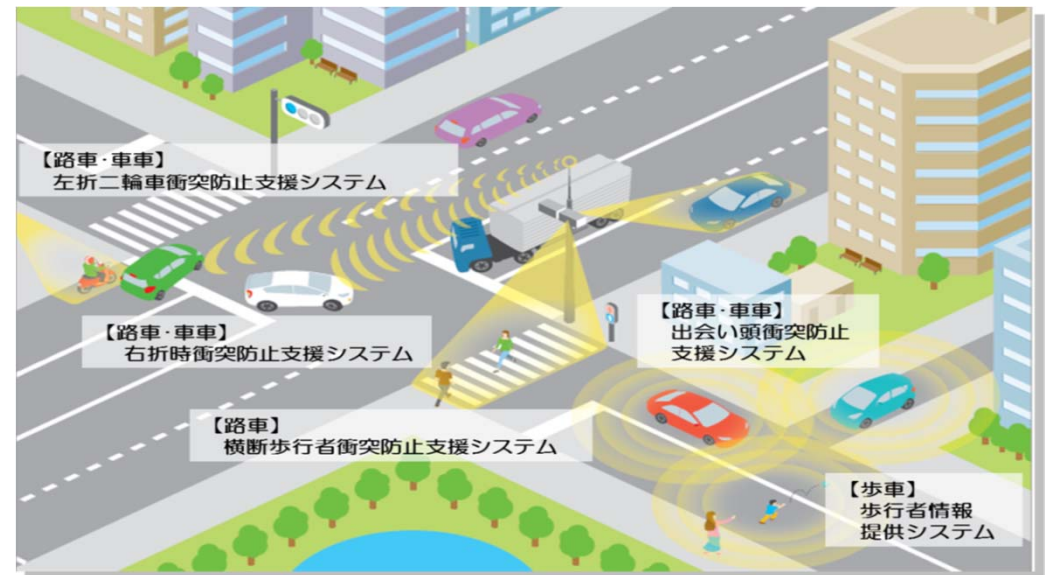 【路車･車車】
左折二輪車衝突防止支援システム
【路車･車車】
右折時衝突防止支援システム
【路車･車車】
出会い頭衝突防止
支援システム
【路車】
横断歩行者衝突防止支援システム
【歩車】
歩行者情報
提供システム